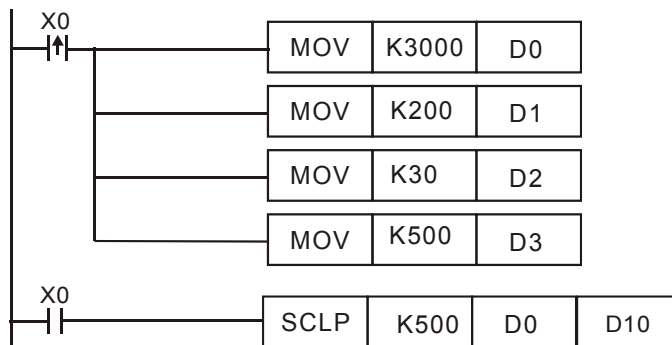 X0
MOV K3000 D0
MOV K200 D1
MOV K30 D2
MOV K500 D3
X0
SCLP K500 D0 D10